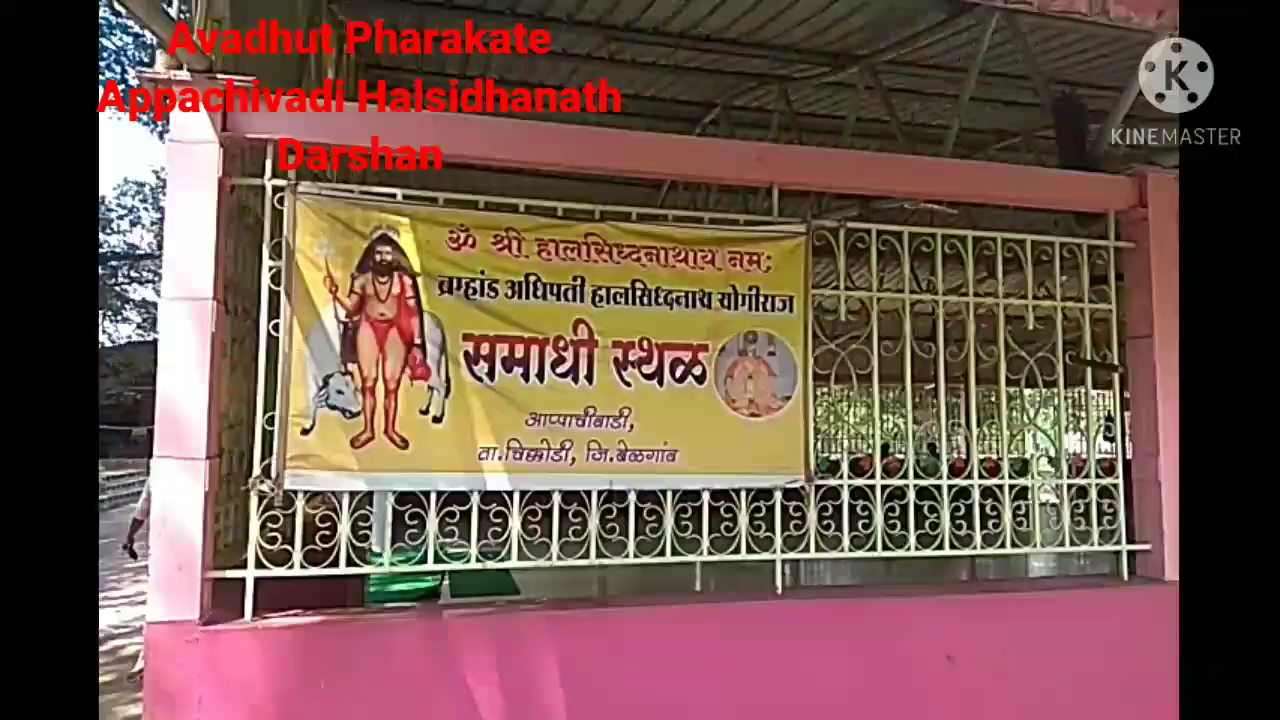 Avadhut Pharakate
Appachivadi Halsidhanath
Darshan
K
KINEMASTER
ॐ श्री हालसिध्दनाथाय नमः
ब्रम्हांड अधिपती हालसिध्दनाथ योगीराज
समाधी स्थळ
आप्पाचीवाडी,
ता.चिक्कोडी, जि.बेळगांव